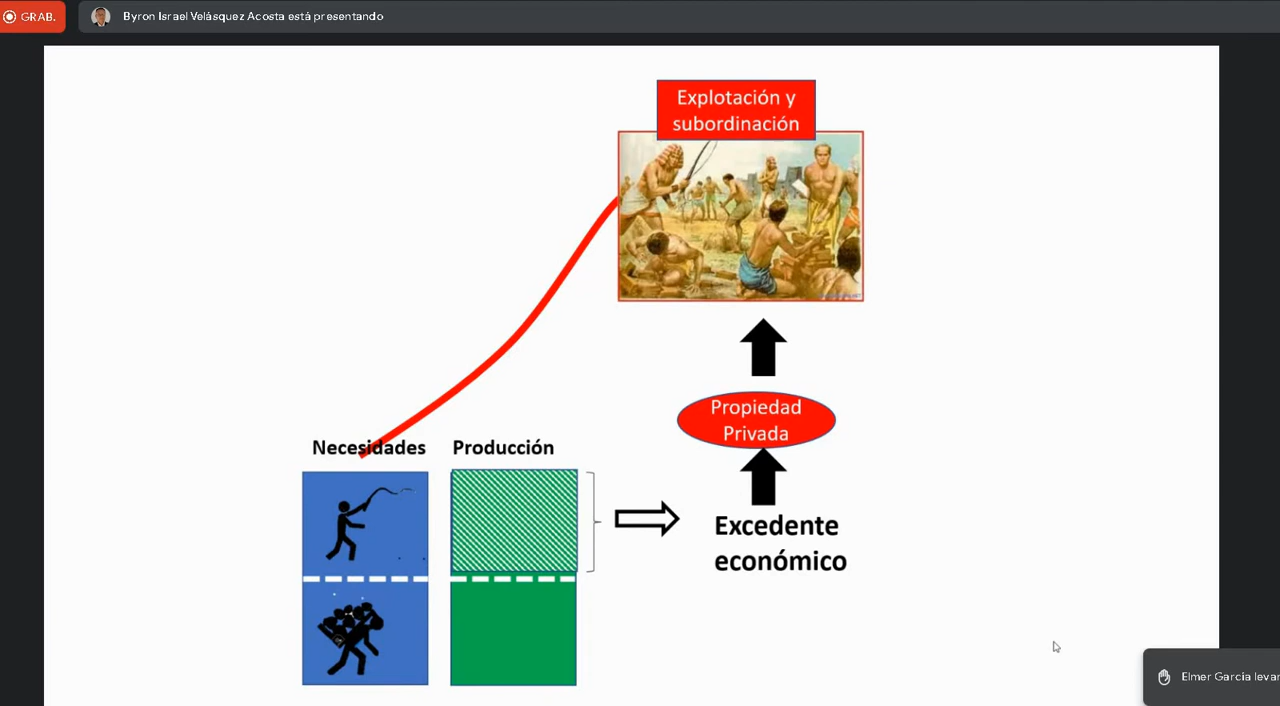 GRAB.
Byron Israel Velásquez Acosta está presentando
Explotación y
subordinación
Propiedad
Privada
Necesidades
Producción
Excedente
económico
Elmer García levan